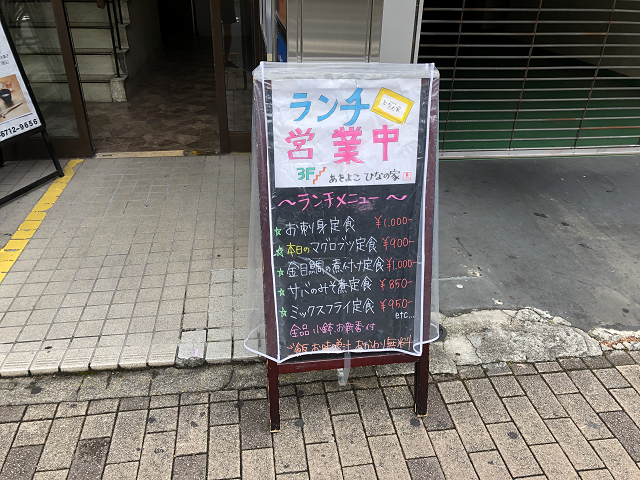 ランチ
営業中
3F あそよこ ひなの家
～ランチメニュー～
☆お刺身定食 ¥1,000-
☆本日のマグロブツ定食 ¥900-
☆金目鯛の煮付け定食 ¥1,000-
☆サバのみそ煮定食 ¥850-
☆ミックスフライ定食 ¥950-
etc...
全品 小鉢 お新香 付
ご飯 お味噌汁 おかわり無料
6712-9656